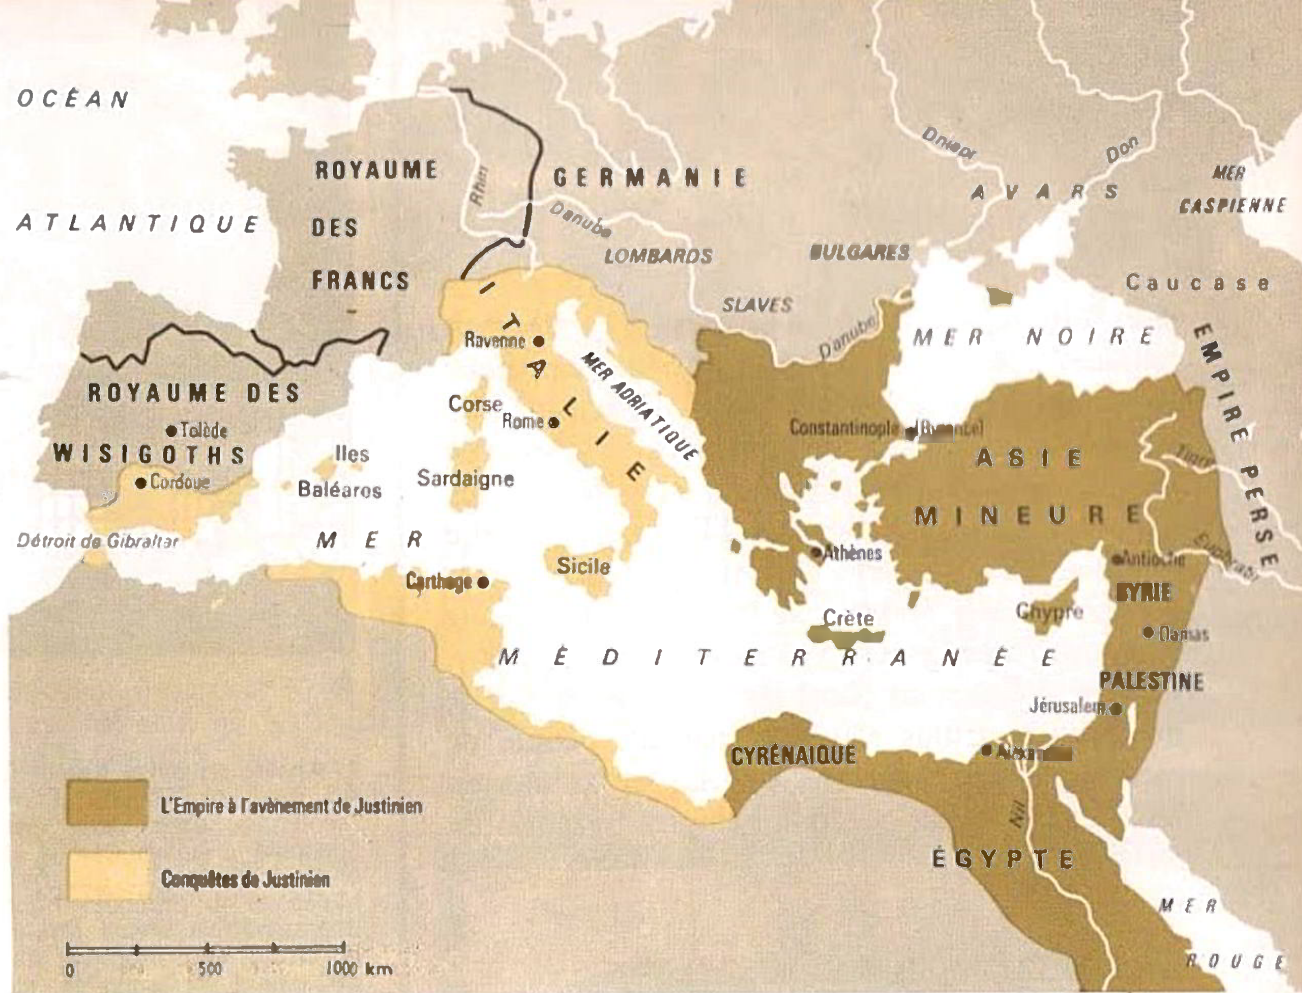 OCÉAN
ATLANTIQUE
ROYAUME
DES
FRANCS
Rhin
GERMANIE
Danube
LOMBARDS
SLAVES
BULGARES
Danube
Dniepr
Don
AVARS
MER
CASPIENNE
Caucase
MER NOIRE
EMPIRE PERSE
ITALIE
Ravenne
MER ADRIATIQUE
Corse
Rome
ROYAUME DES
Tolède
WISIGOTHS
Cordoue
Iles
Baléares
Sardaigne
Détroit de Gibraltar
MER
Carthage
Sicile
Constantinople
ASIE
MINEURE
Tigre
Euphrate
Athènes
Antioche
SYRIE
Crète
Chypre
Damas
MÉDITERRANÉE
PALESTINE
Jérusalem
CYRÉNAIQUE
Nil
ÉGYPTE
MER
ROUGE
L'Empire à l'avènement de Justinien
Conquêtes de Justinien
0 500 1000 km